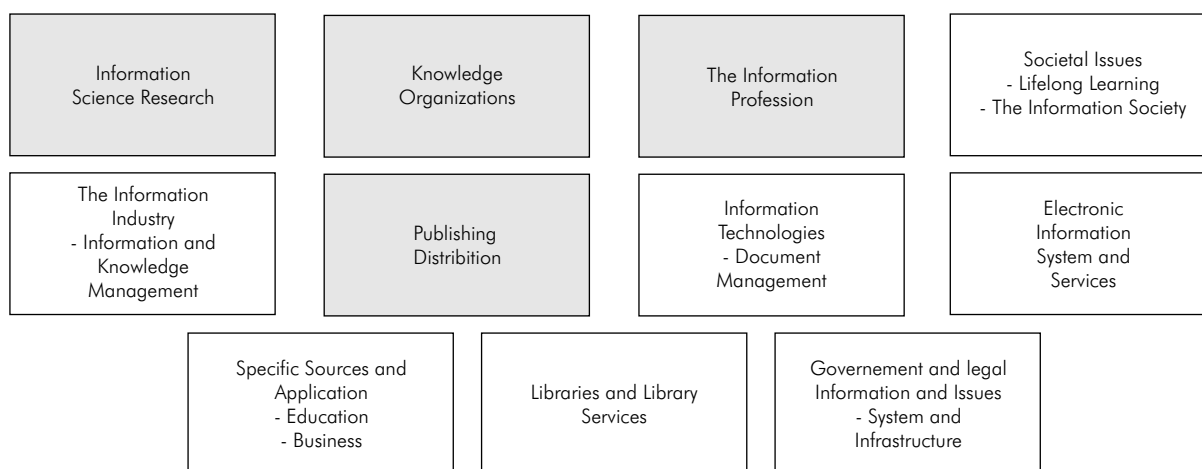 Information
Science Research
Knowledge
Organizations
The Information
Profession
Societal Issues
- Lifelong Learning
- The Information Society
The Information
Industry
- Information and
Knowledge
Management
Publishing
Distribition
Information
Technologies
- Document
Management
Electronic
Information
System and
Services
Specific Sources and
Application
- Education
- Business
Libraries and Library
Services
Governement and legal
Information and Issues
- System and
Infrastructure